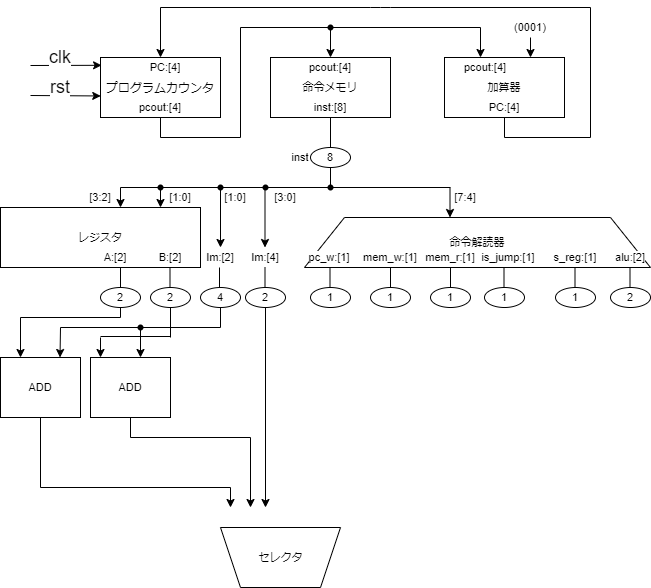 (0001)
clk
rst
PC:[4]
プログラムカウンタ
pcout:[4]
pcout:[4]
命令メモリ
inst:[8]
pcout:[4]
加算器
PC:[4]
inst
8
[3:2]
[1:0]
[1:0]
[3:0]
[7:4]
レジスタ
A:[2]
B:[2]
Im:[2]
Im:[4]
命令解読器
pc_w:[1]
mem_w:[1]
mem_r:[1]
is_jump:[1]
s_reg:[1]
alu:[2]
2
2
4
2
1
1
1
1
1
2
ADD
ADD
セレクタ